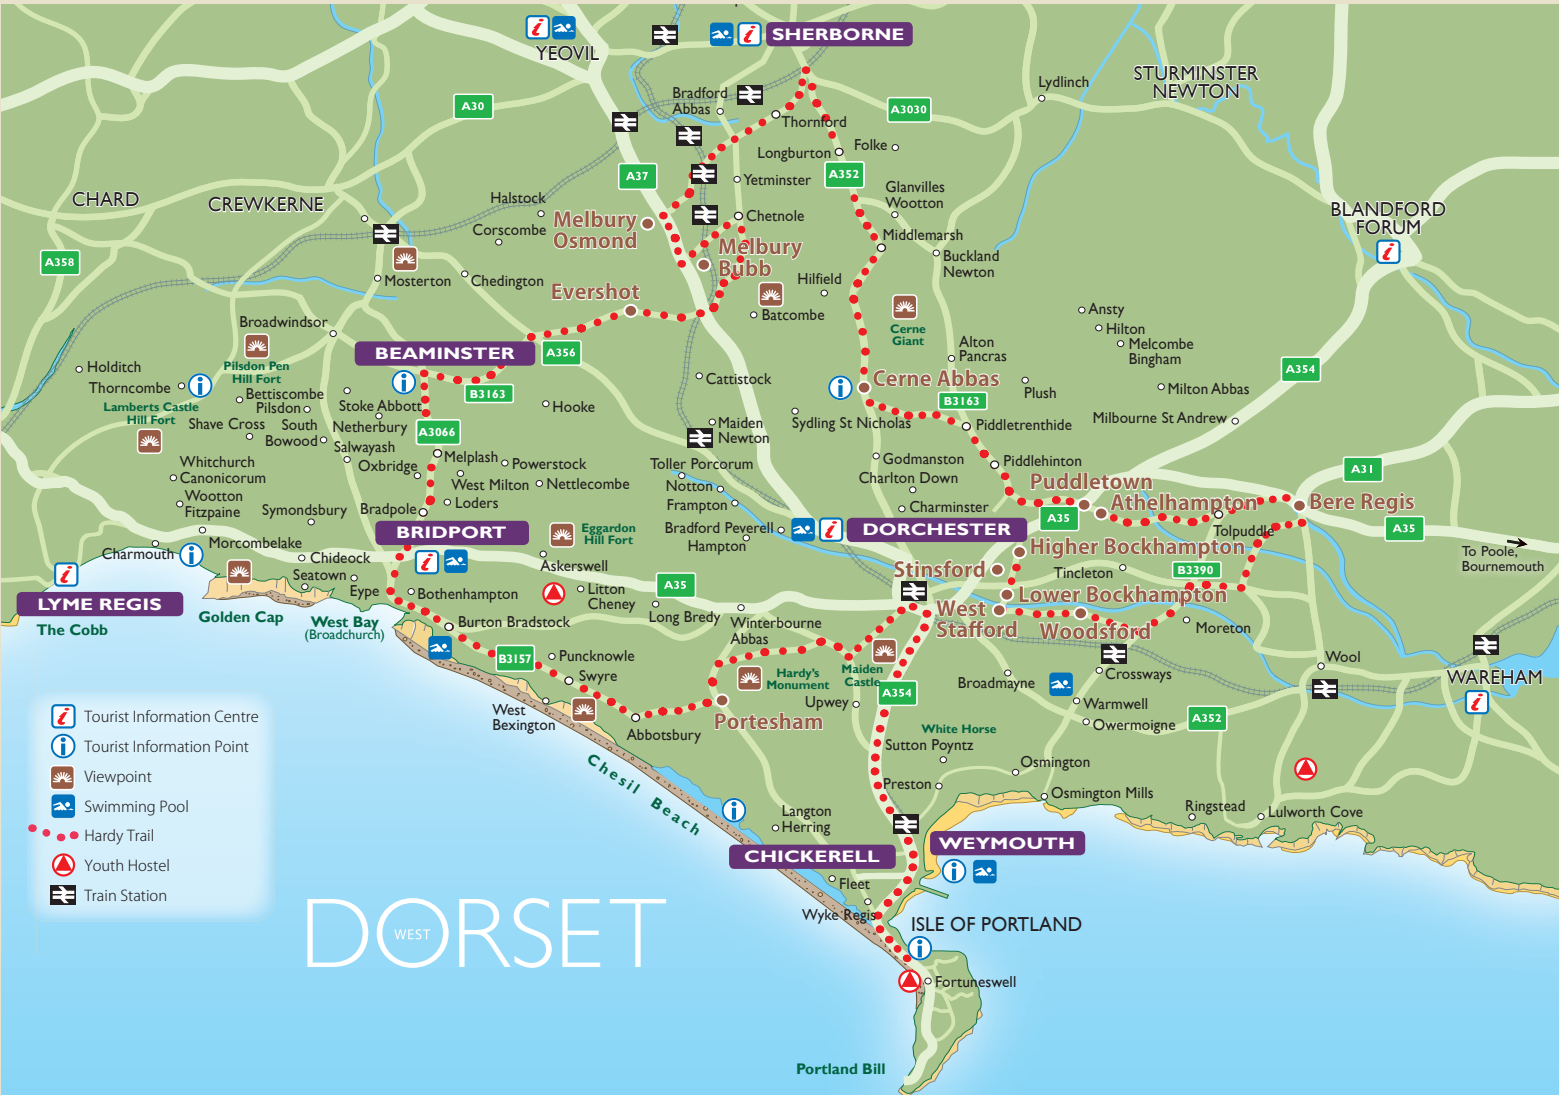 SHERBORNE
YEOVIL
STURMINSTER
NEWTON
Lydlinch
Bradford
Abbas
A30
A3030
Thornford
Longburton
Folke
A37
A352
Yetminster
CHARD
CREWKERNE
Halstock
Glanvilles
Wootton
BLANDFORD
FORUM
Melbury
Osmond
Chetnole
Corscombe
Middlemarsh
Melbury
Bubb
Buckland
Newton
A358
Mosterton
Chedington
Hilfield
Evershot
Batcombe
Ansty
Broadwindsor
Cerne
Giant
Hilton
Melcombe
Bingham
Alton
Pancras
BEAMINSTER
A356
Pilsdon Pen
Hill Fort
Holditch
Thorncombe
A354
Cattistock
Cerne Abbas
Plush
Milton Abbas
B3163
B3163
Bettiscombe
Pilsdon
Stoke Abbott
Hooke
Lamberts Castle
Hill Fort
Shave Cross
South
Bowood
Netherbury
A3066
Maiden
Newton
Sydling St Nicholas
Piddletrenthide
Milbourne St Andrew
Salwayash
Melplash
Oxbridge
Powerstock
Toller Porcorum
Godmanston
Piddlehinton
A31
Whitchurch
Canonicorum
West Milton
Nettlecombe
Notton
Charlton Down
Puddletown
Athelhampton
Bere Regis
Wootton
Fitzpaine
Loders
Frampton
Charminster
Symondsbury
Bradpole
A35
Tolpuddle
A35
BRIDPORT
Eggardon
Hill Fort
Bradford Peverell
Hampton
DORCHESTER
Higher Bockhampton
To Poole,
Bournemouth
Charmouth
Morcombelake
Chideock
Askerswell
Stinsford
Tincleton
B3390
Seatown
Eype
LYME REGIS
The Cobb
Golden Cap
West Bay
(Broadchurch)
Bothenhampton
Litton
Cheney
A35
Long Bredy
Winterbourne
Abbas
West
Stafford
Lower Bockhampton
Woodsford
Moreton
Burton Bradstock
B3157
Puncknowle
Swyre
Hardy's
Monument
Maiden
Castle
Broadmayne
Crossways
Wool
WAREHAM
A354
Upwey
Warmwell
Owermoigne
A352
West
Bexington
Abbotsbury
Portesham
White Horse
Sutton Poyntz
Osmington
Preston
Osmington Mills
Ringstead
Lulworth Cove
Chesil Beach
Langton
Herring
WEYMOUTH
CHICKERELL
Fleet
Wyke Regis
ISLE OF PORTLAND
Fortuneswell
Portland Bill
Tourist Information Centre
Tourist Information Point
Viewpoint
Swimming Pool
Hardy Trail
Youth Hostel
Train Station
DORSET
WEST